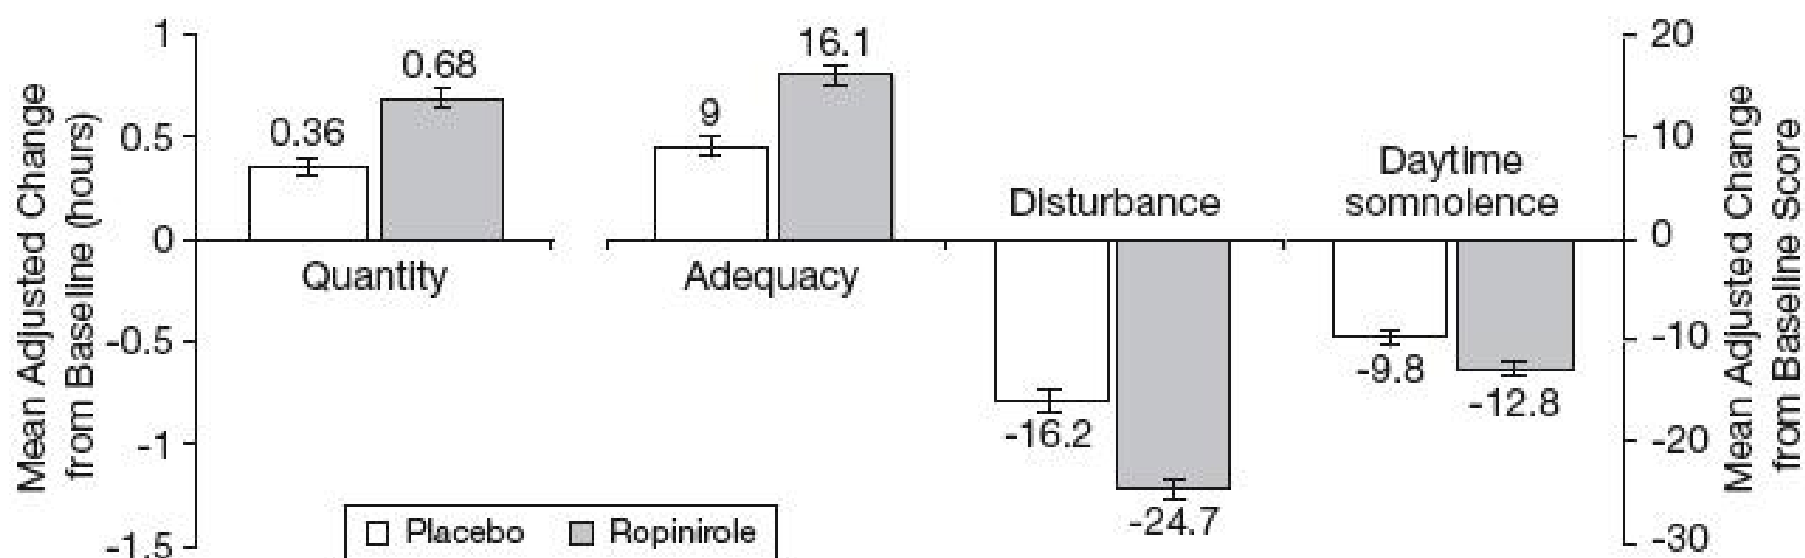 Mean Adjusted Change
from Baseline (hours)
1
0.5
0
-0.5
-1
-1.5
0.36
0.68
Quantity
9
16.1
Adequacy
Disturbance
-16.2
-24.7
Daytime
somnolence
-9.8
-12.8
20
10
0
-10
-20
-30
Mean Adjusted Change
from Baseline Score
Placebo
Ropinirole